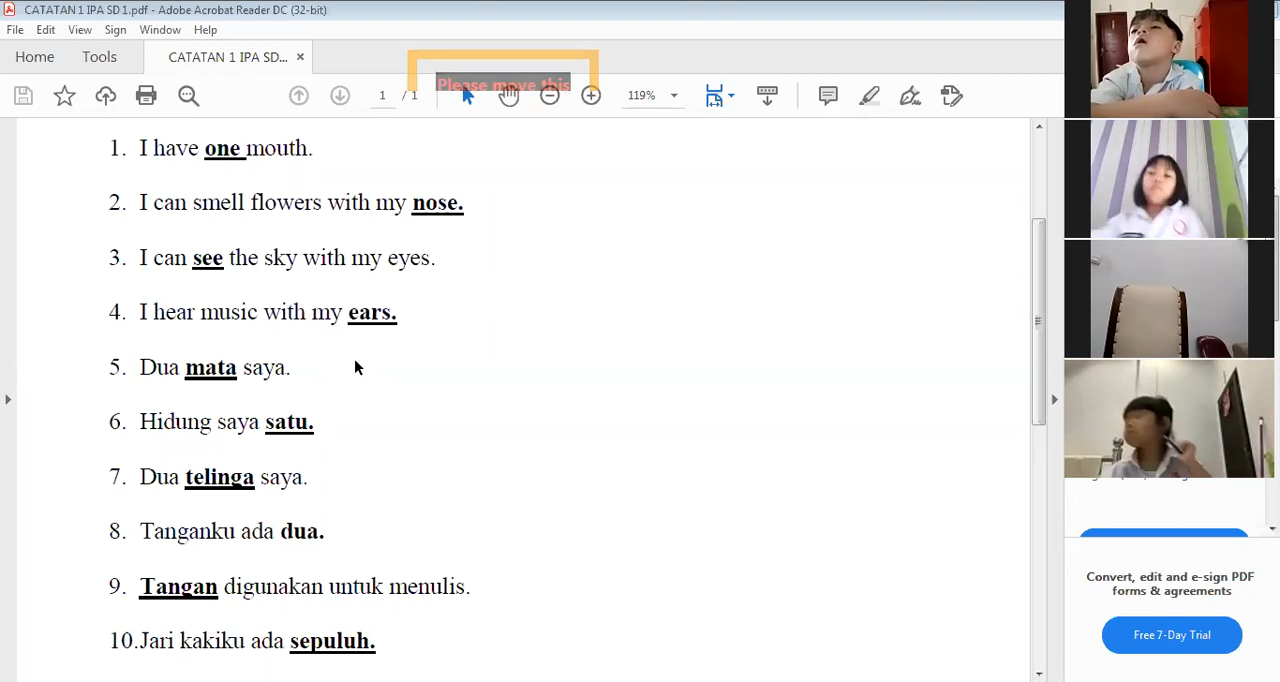 CATATAN 1 IPA SD 1.pdf - Adobe Acrobat Reader DC (32-bit)
File Edit View Sign Window Help
Home Tools CATATAN 1 IPA SD... ×
Please move this
1 / 1 119%
1. I have one mouth.
2. I can smell flowers with my nose.
3. I can see the sky with my eyes.
4. I hear music with my ears.
5. Dua mata saya.
6. Hidung saya satu.
7. Dua telinga saya.
8. Tanganku ada dua.
9. Tangan digunakan untuk menulis.
10.Jari kakiku ada sepuluh.
Convert, edit and e-sign PDF
forms & agreements
Free 7-Day Trial